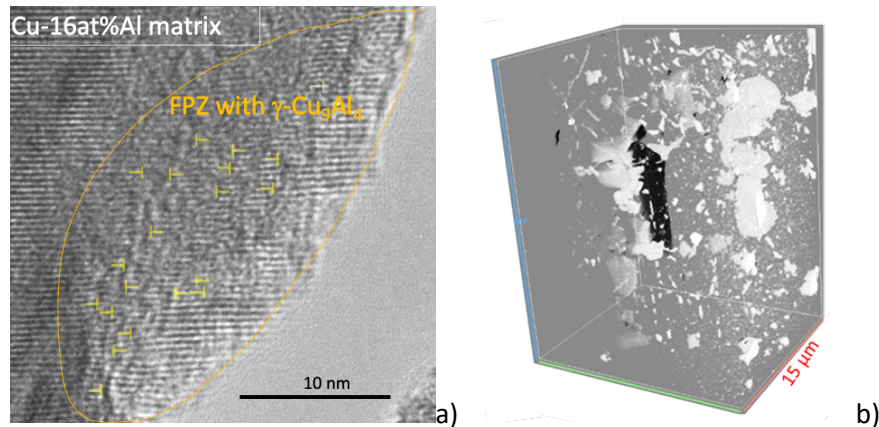 Cu-16at%Al matrix
FPZ with γ-Cu₉Al₄
10 nm
a)
15 µm
b)